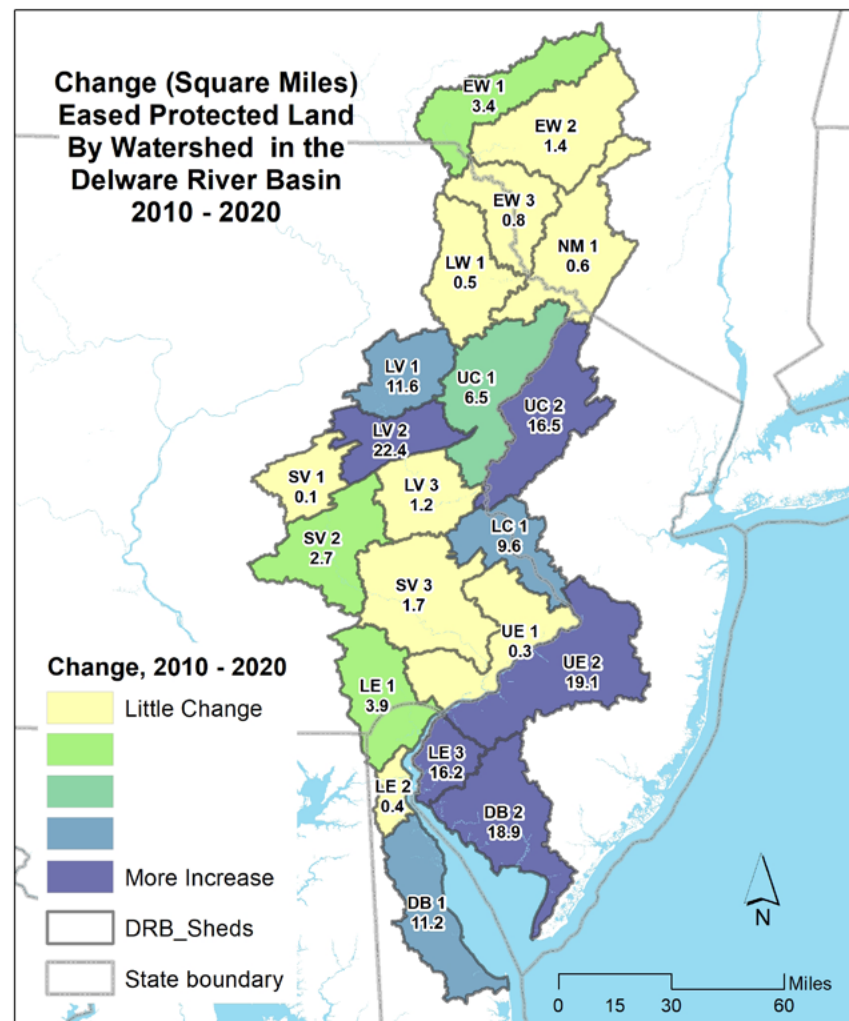 Change (Square Miles)
Eased Protected Land
By Watershed in the
Delware River Basin
2010 - 2020
EW 1
3.4
EW 2
1.4
EW 3
0.8
NM 1
0.6
LW 1
0.5
LV 1
11.6
UC 1
6.5
UC 2
16.5
LV 2
22.4
SV 1
0.1
LV 3
1.2
LC 1
9.6
SV 2
2.7
SV 3
1.7
UE 1
0.3
UE 2
19.1
LE 1
3.9
LE 3
16.2
LE 2
0.4
DB 2
18.9
DB 1
11.2
Change, 2010 - 2020
Little Change
More Increase
DRB_Sheds
State boundary
N
Miles
0 15 30 60